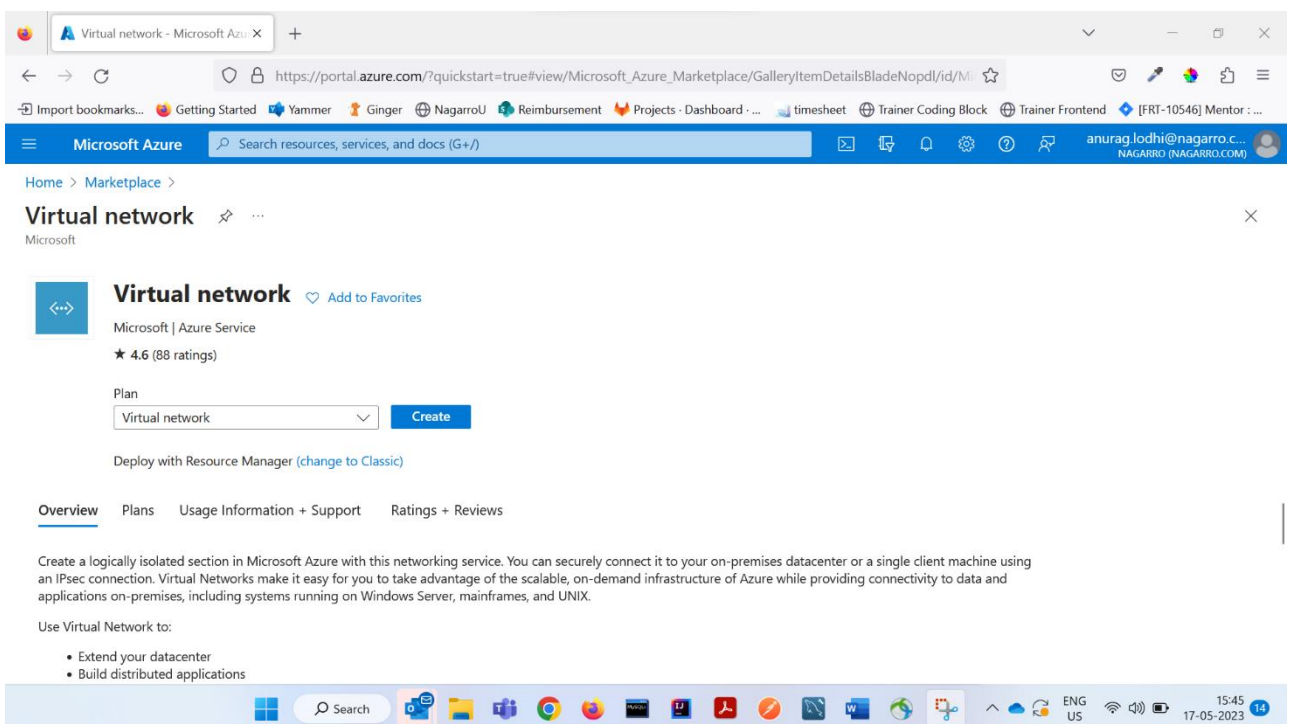 Virtual network - Microsoft Azu
https://portal.azure.com/?quickstart=true#view/Microsoft_Azure_Marketplace/GalleryItemDetailsBladeNopdl/id/Mi
Import bookmarks... Getting Started Yammer Ginger NagarroU Reimbursement Projects · Dashboard · ... timesheet Trainer Coding Block Trainer Frontend [FRT-10546] Mentor : ...
Microsoft Azure Search resources, services, and docs (G+/) anurag.lodhi@nagarro.c...
NAGARRO (NAGARRO.COM)
Home > Marketplace >
Virtual network ...
Microsoft
Virtual network Add to Favorites
Microsoft | Azure Service
★ 4.6 (88 ratings)
Plan
Virtual network Create
Deploy with Resource Manager (change to Classic)
Overview Plans Usage Information + Support Ratings + Reviews
Create a logically isolated section in Microsoft Azure with this networking service. You can securely connect it to your on-premises datacenter or a single client machine using
an IPsec connection. Virtual Networks make it easy for you to take advantage of the scalable, on-demand infrastructure of Azure while providing connectivity to data and
applications on-premises, including systems running on Windows Server, mainframes, and UNIX.
Use Virtual Network to:
• Extend your datacenter
• Build distributed applications
Search ENG 15:45
US 17-05-2023 14